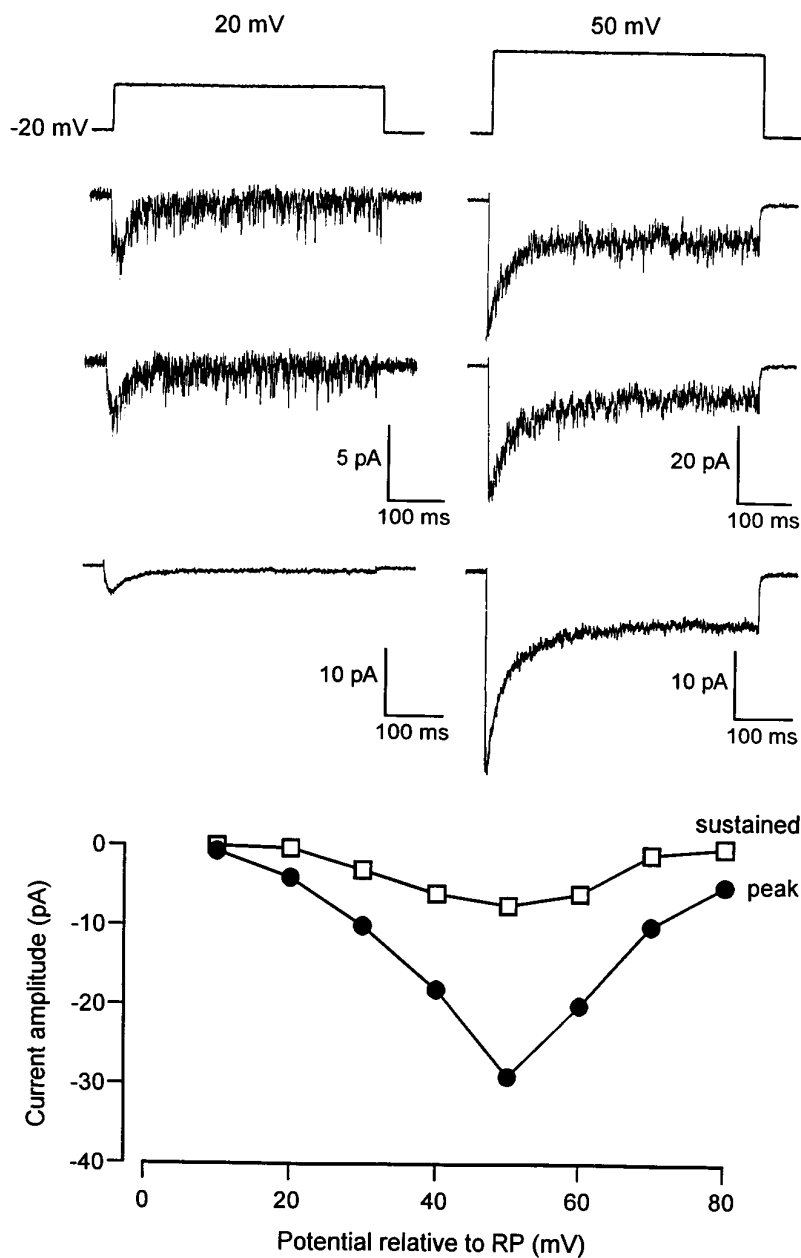 20 mV
50 mV
-20 mV
5 pA
100 ms
20 pA
100 ms
10 pA
100 ms
10 pA
100 ms
sustained
peak
0
-10
-20
-30
-40
Current amplitude (pA)
0
20
40
60
80
Potential relative to RP (mV)